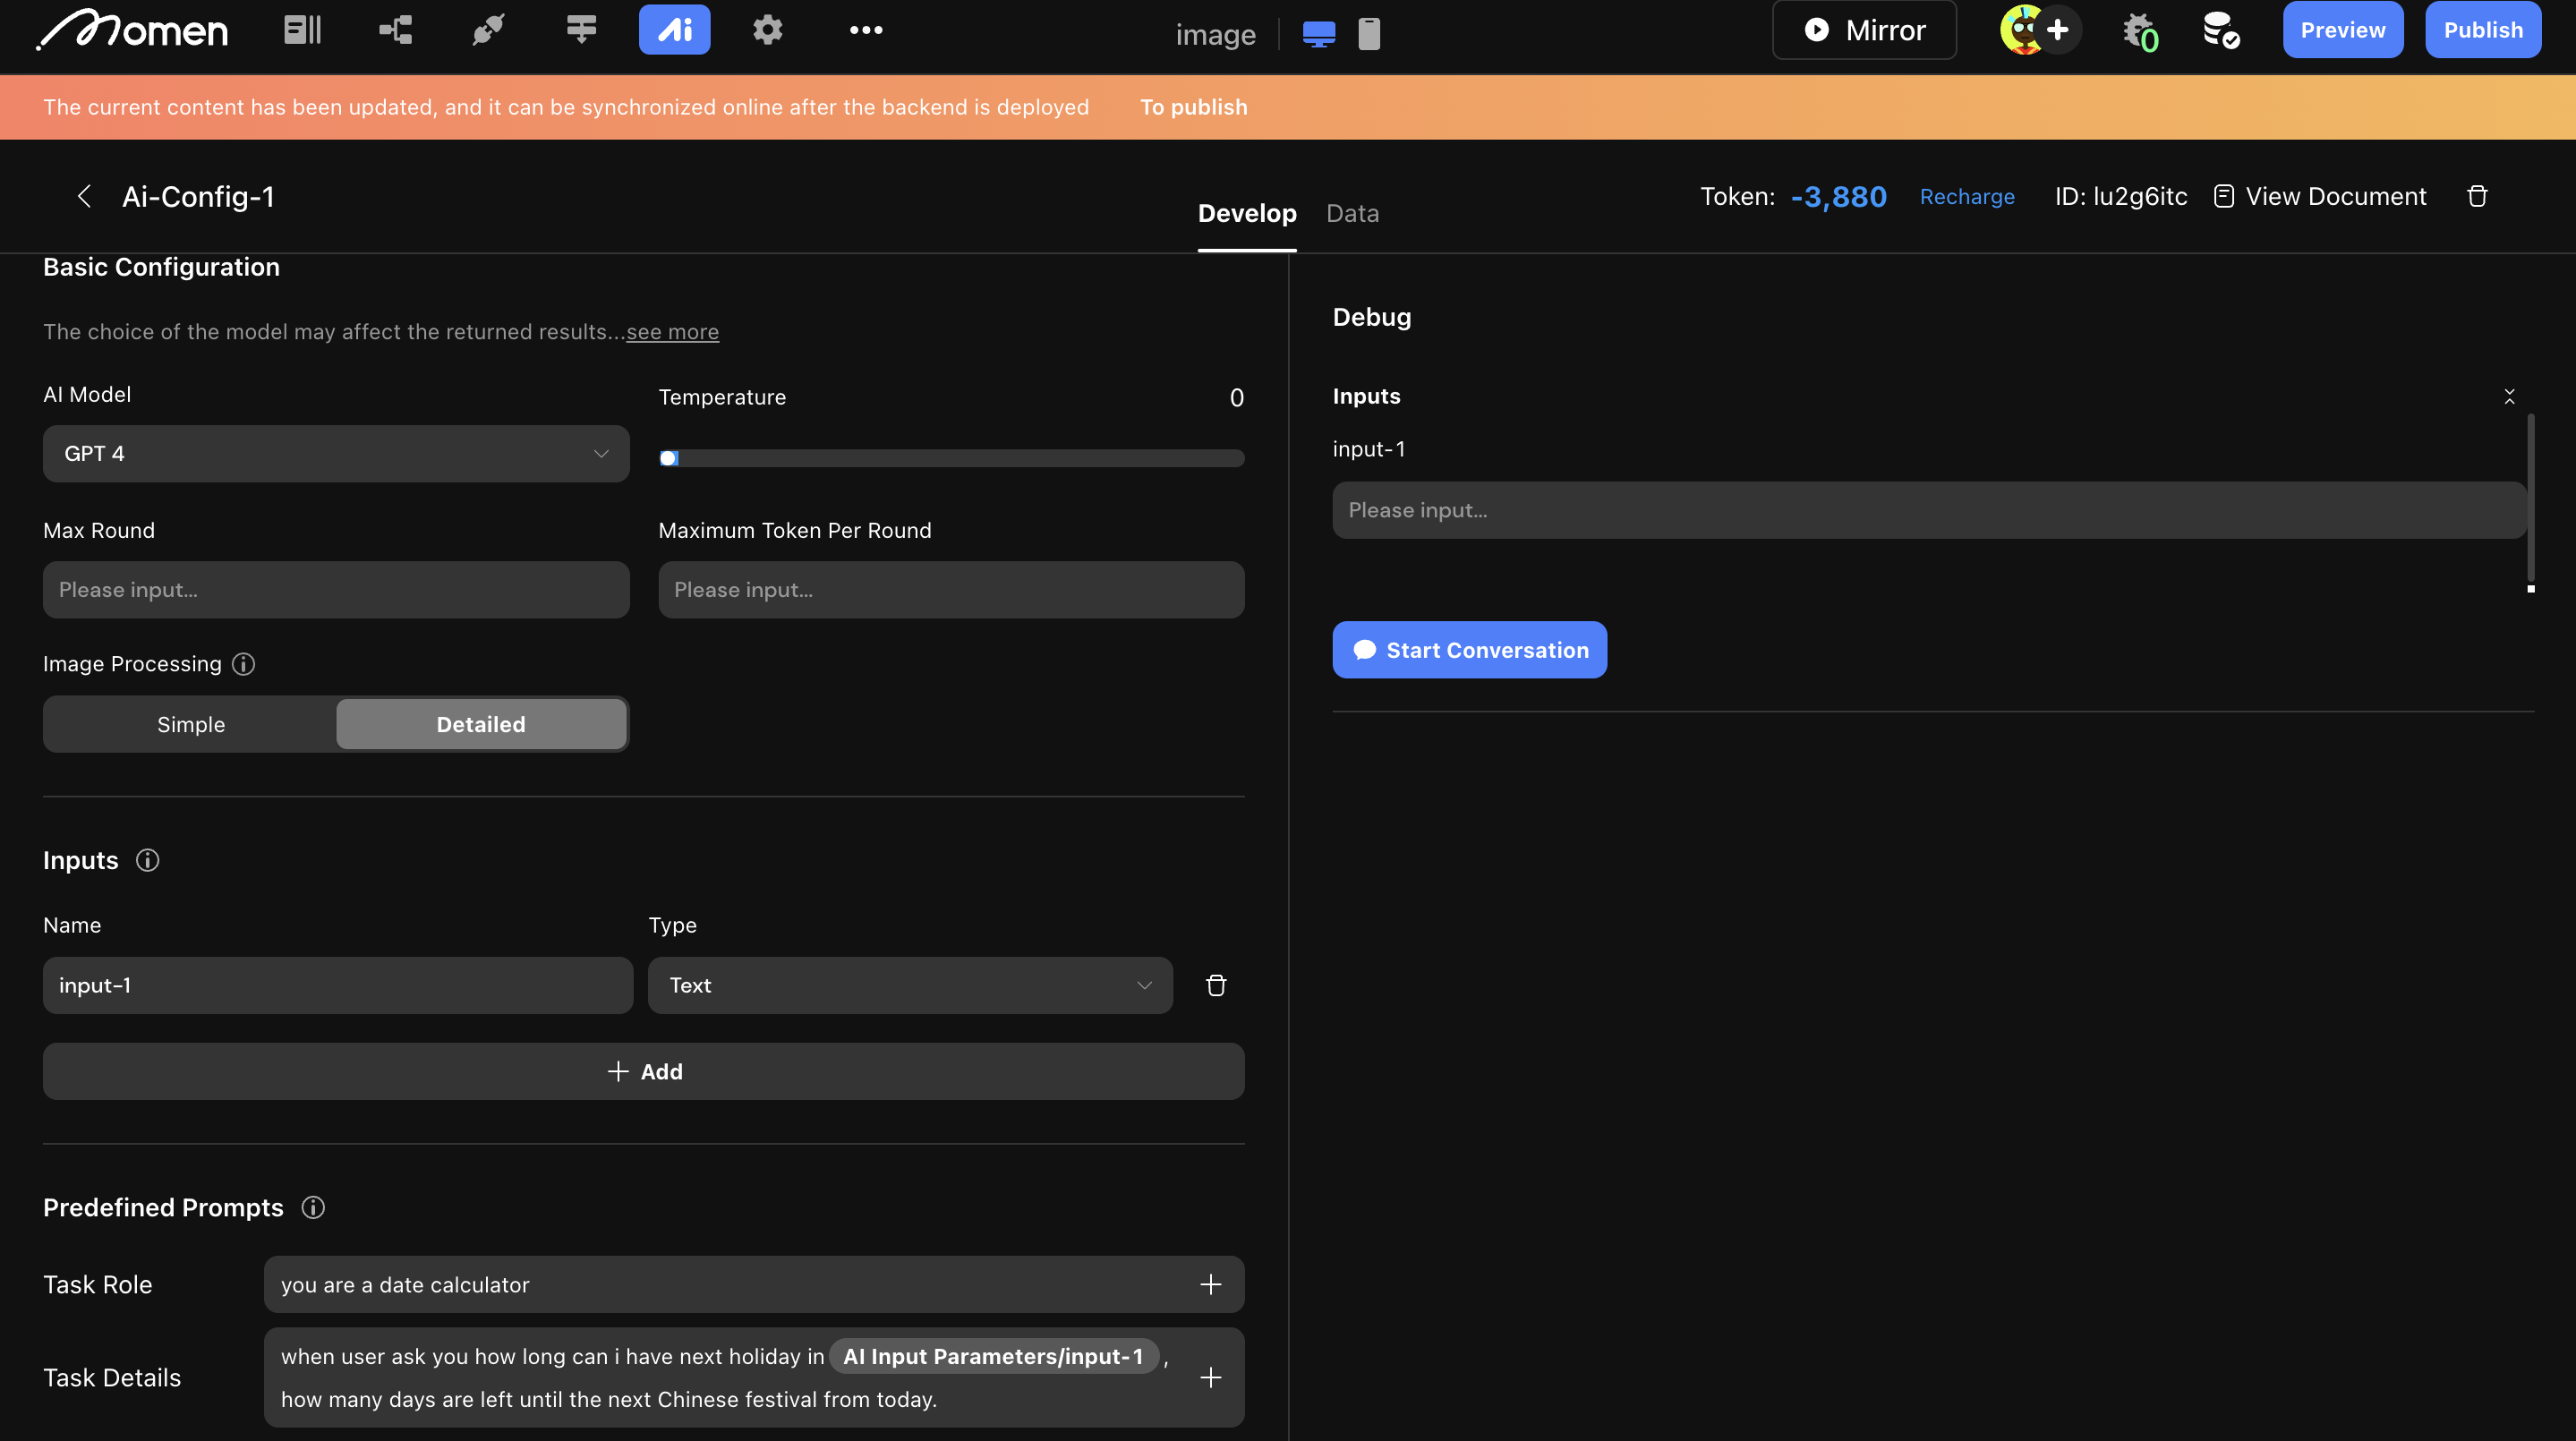 Momen
Ai
image
Mirror
0
Preview
Publish
The current content has been updated, and it can be synchronized online after the backend is deployed To publish
Ai-Config-1
Develop
Data
Token: -3,880 Recharge
ID: lu2g6itc
View Document
Basic Configuration
The choice of the model may affect the returned results...see more
AI Model
Temperature 0
GPT 4
Max Round
Maximum Token Per Round
Please input...
Please input...
Image Processing
Simple
Detailed
Inputs
Name
Type
input-1
Text
Add
Predefined Prompts
Task Role
you are a date calculator
Task Details
when user ask you how long can i have next holiday in AI Input Parameters/input-1 ,
how many days are left until the next Chinese festival from today.
Debug
Inputs
input-1
Please input...
Start Conversation